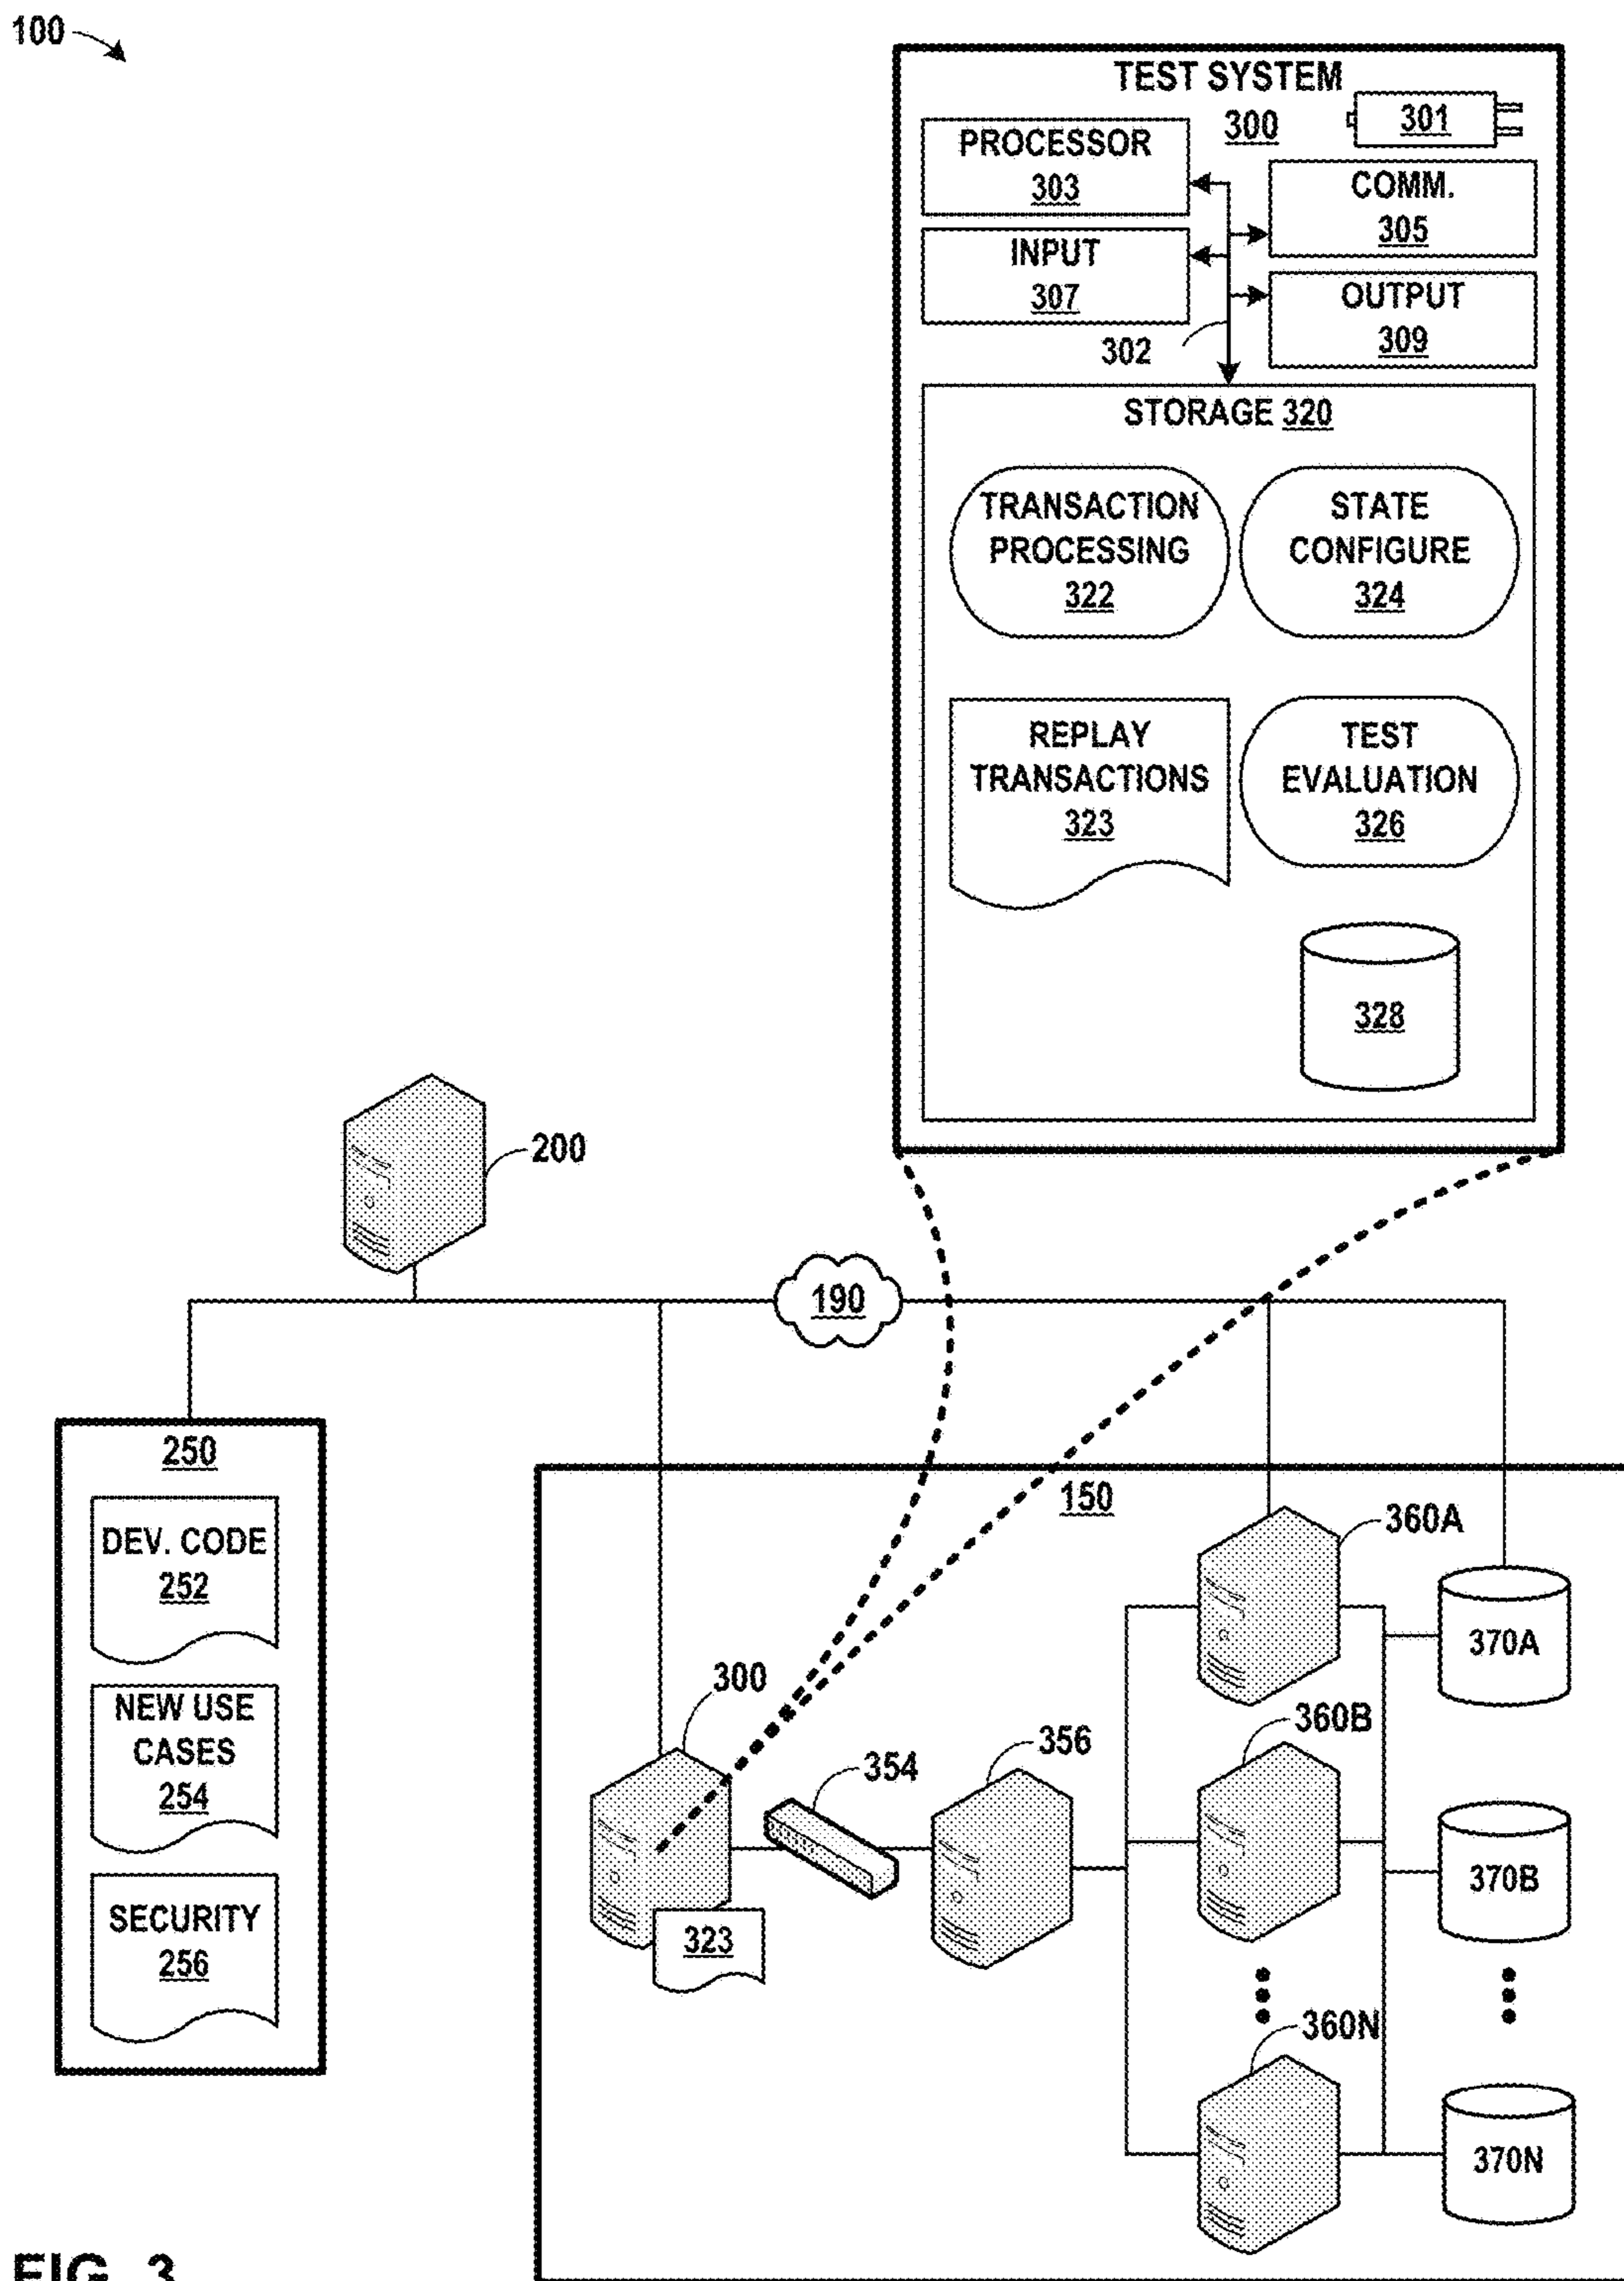 100
TEST SYSTEM
300
301
PROCESSOR
303
COMM.
305
INPUT
307
OUTPUT
309
302
STORAGE 320
TRANSACTION
PROCESSING
322
STATE
CONFIGURE
324
REPLAY
TRANSACTIONS
323
TEST
EVALUATION
326
328
200
190
250
DEV. CODE
252
NEW USE
CASES
254
SECURITY
256
150
360A
370A
300
354
356
360B
370B
323
360N
370N
FIG. 3